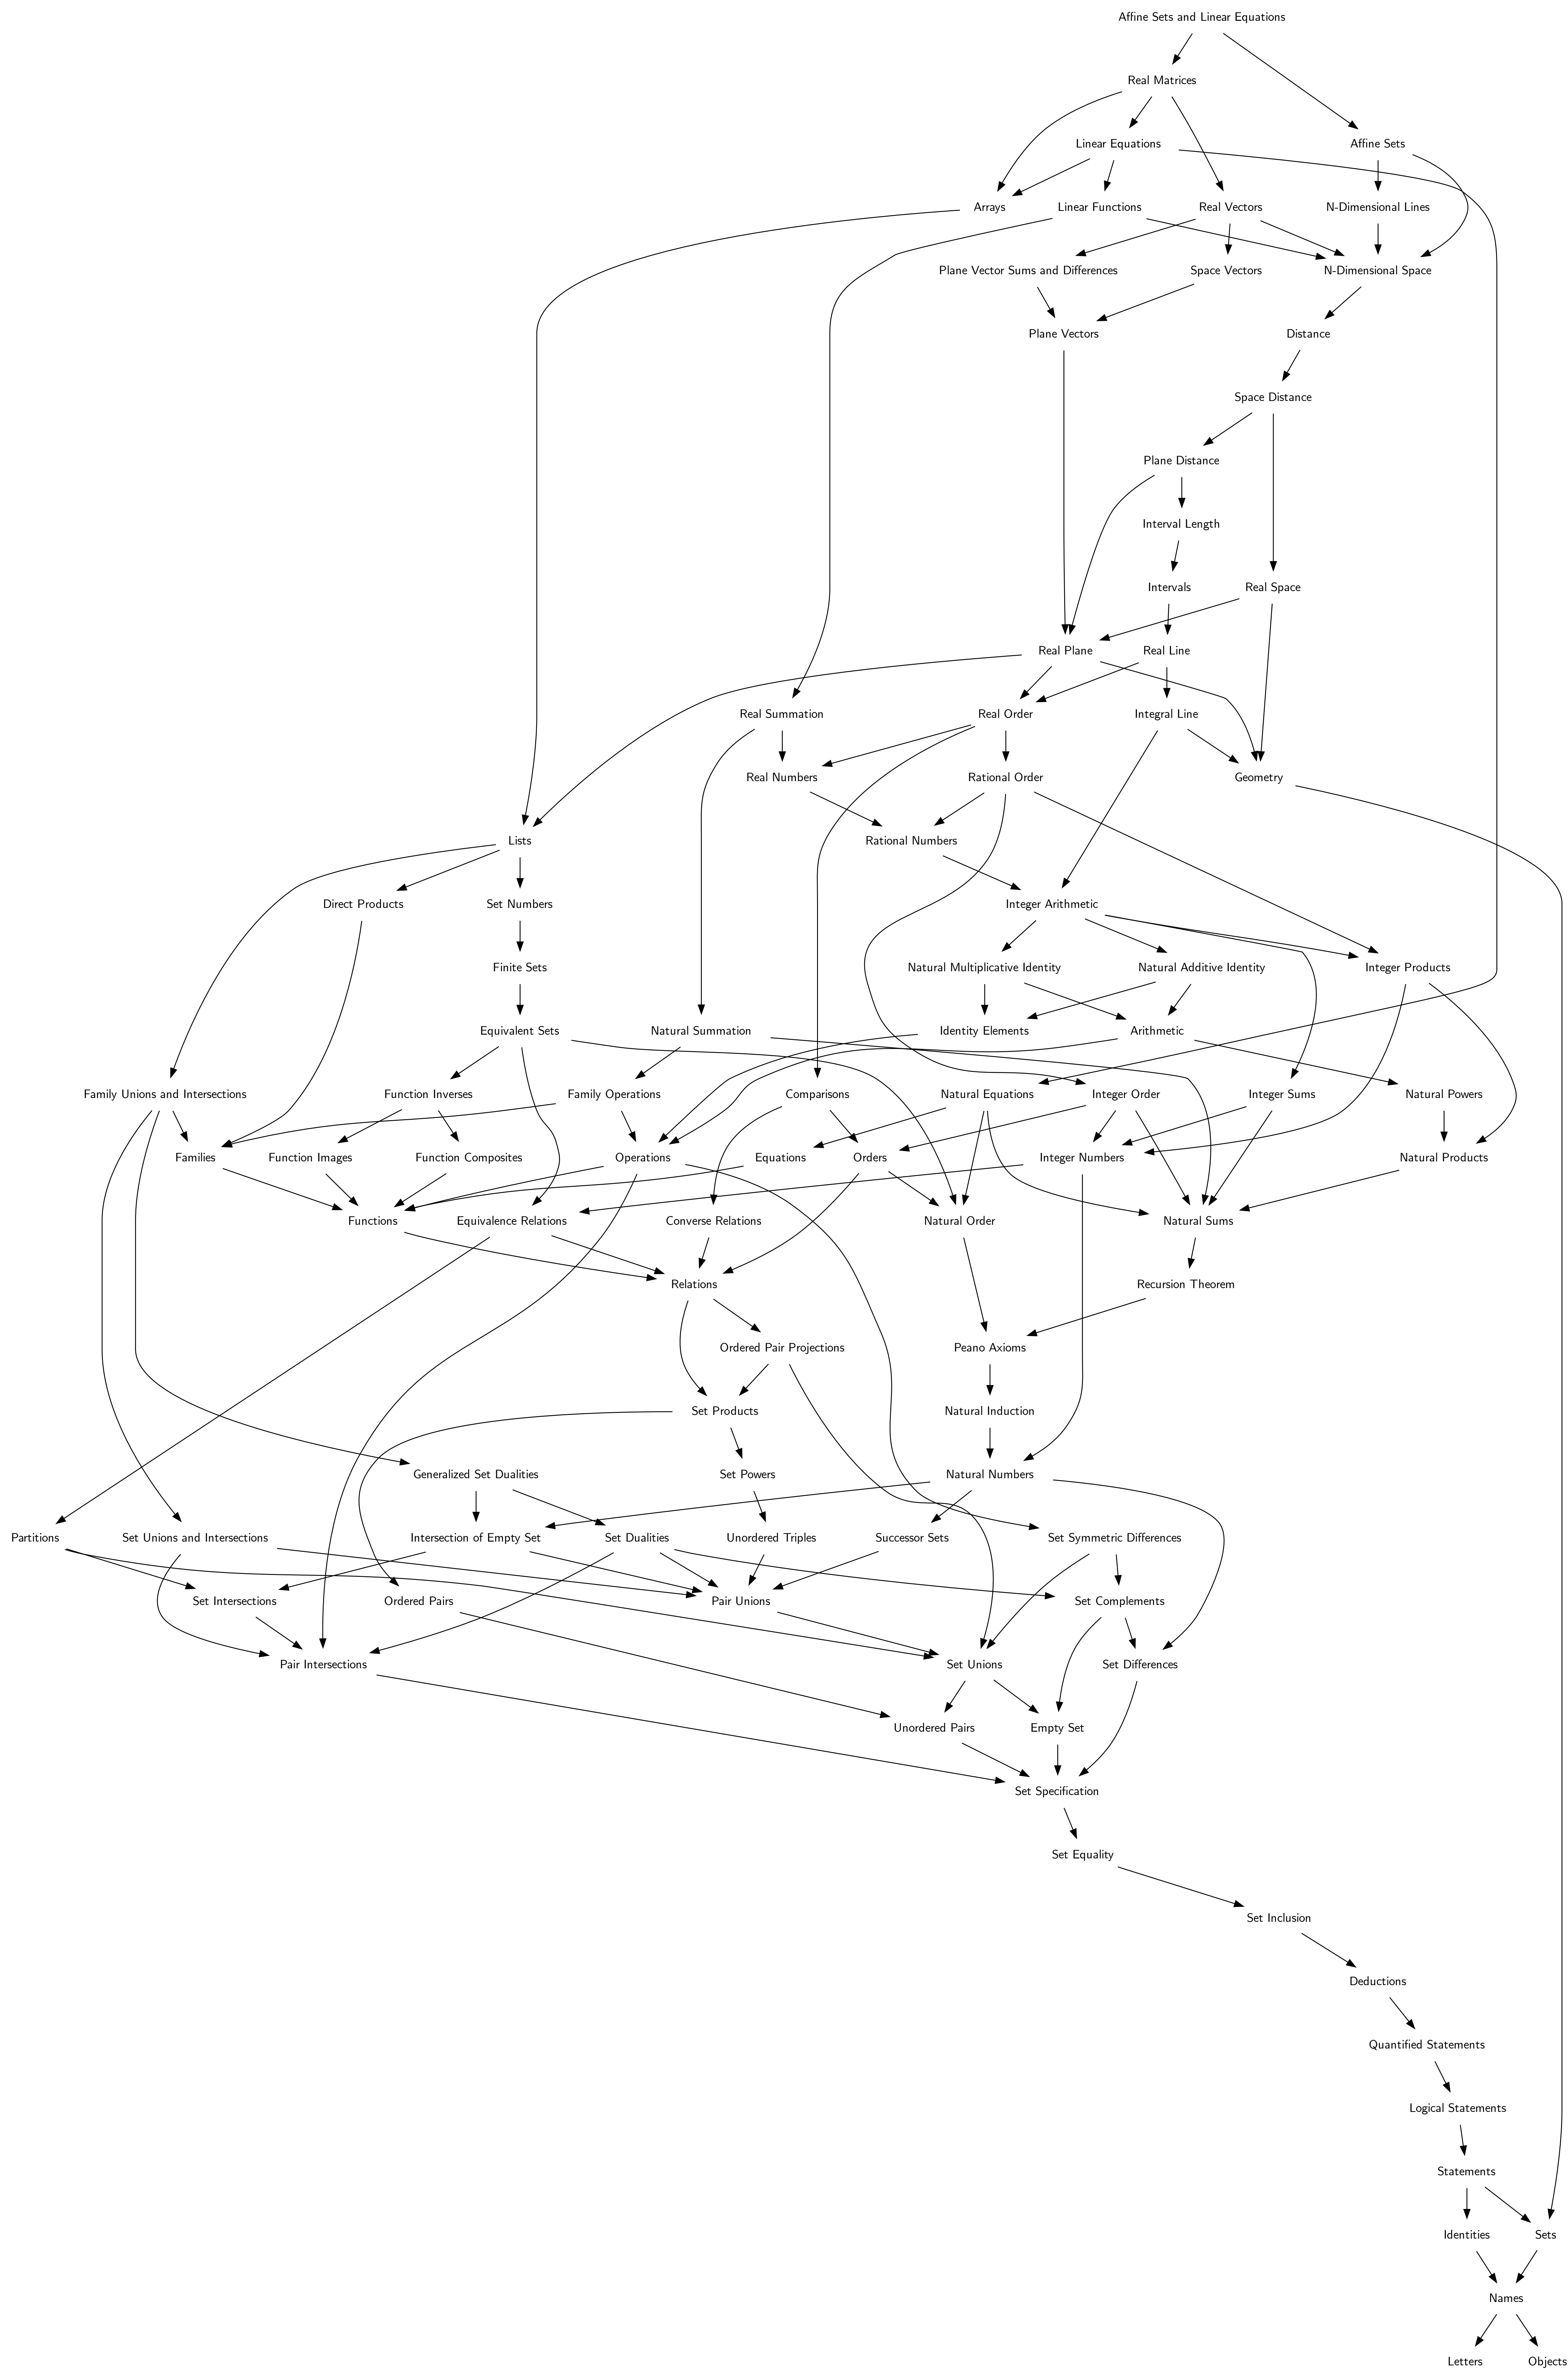 Affine Sets and Linear Equations
Real Matrices
Linear Equations
Affine Sets
Arrays
Linear Functions
Real Vectors
N-Dimensional Lines
Plane Vector Sums and Differences
Space Vectors
N-Dimensional Space
Plane Vectors
Distance
Space Distance
Plane Distance
Interval Length
Intervals
Real Space
Real Plane
Real Line
Real Summation
Real Order
Integral Line
Real Numbers
Rational Order
Geometry
Lists
Rational Numbers
Direct Products
Set Numbers
Integer Arithmetic
Finite Sets
Natural Multiplicative Identity
Natural Additive Identity
Integer Products
Equivalent Sets
Natural Summation
Identity Elements
Arithmetic
Family Unions and Intersections
Function Inverses
Family Operations
Comparisons
Natural Equations
Integer Order
Integer Sums
Natural Powers
Families
Function Images
Function Composites
Operations
Equations
Orders
Integer Numbers
Natural Products
Functions
Equivalence Relations
Converse Relations
Natural Order
Natural Sums
Relations
Recursion Theorem
Ordered Pair Projections
Peano Axioms
Set Products
Natural Induction
Generalized Set Dualities
Set Powers
Natural Numbers
Partitions
Set Unions and Intersections
Intersection of Empty Set
Set Dualities
Unordered Triples
Successor Sets
Set Symmetric Differences
Set Intersections
Ordered Pairs
Pair Unions
Set Complements
Pair Intersections
Set Unions
Set Differences
Unordered Pairs
Empty Set
Set Specification
Set Equality
Set Inclusion
Deductions
Quantified Statements
Logical Statements
Statements
Identities
Sets
Names
Letters
Objects